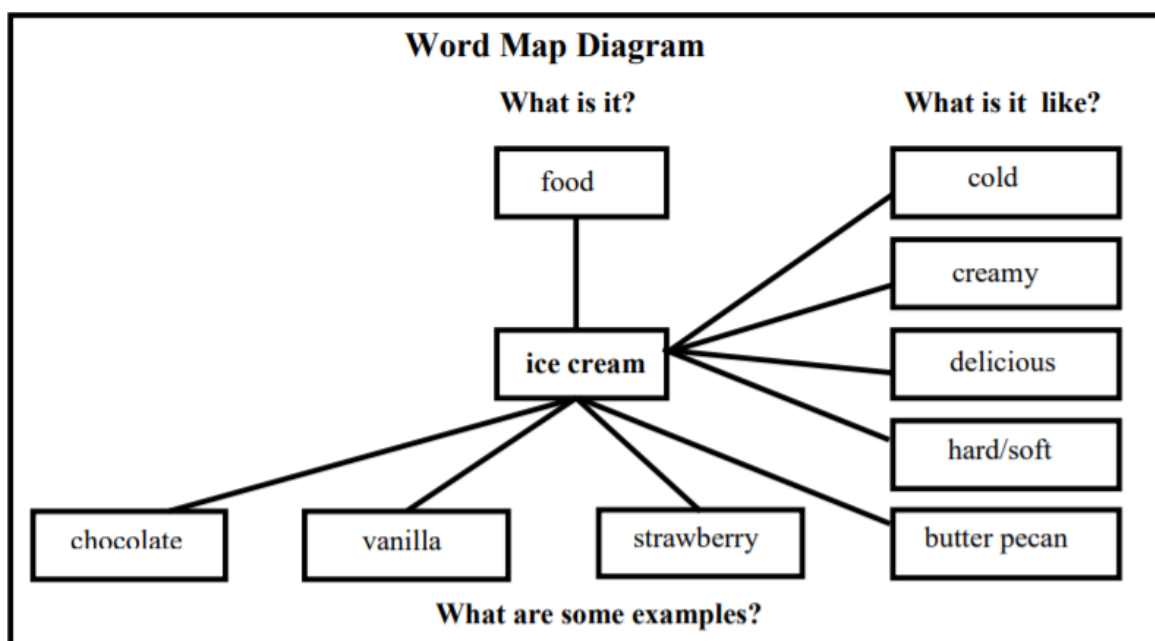 Word Map Diagram
What is it?
What is it like?
food
cold
creamy
ice cream
delicious
hard/soft
chocolate
vanilla
strawberry
butter pecan
What are some examples?